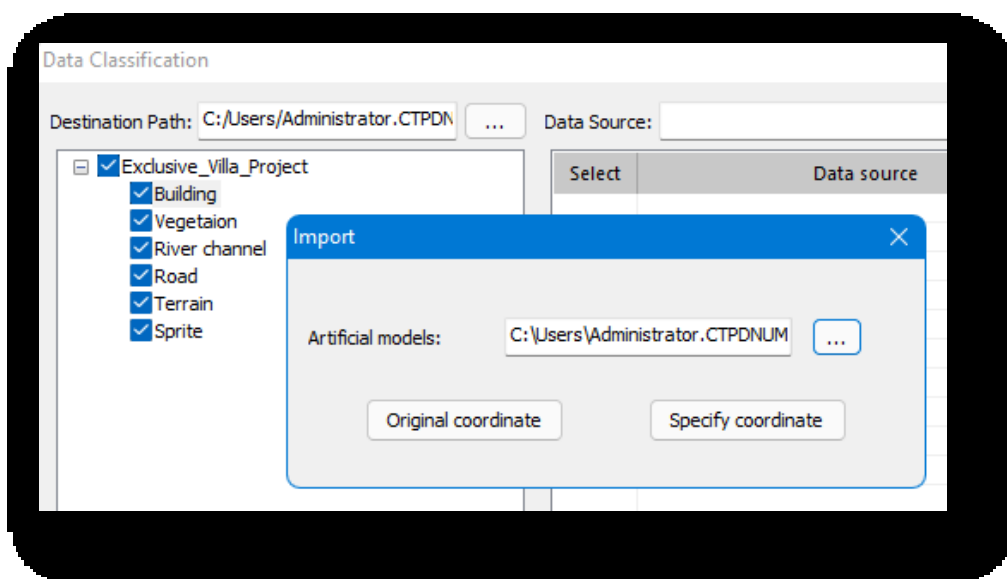 Data Classification
Destination Path: C:/Users/Administrator.CTPDN ... Data Source:
Exclusive_Villa_Project
Select Data source
Building
Vegetaion
River channel
Road
Terrain
Sprite
Import
Artificial models: C:\Users\Administrator.CTPDNUM ...
Original coordinate Specify coordinate